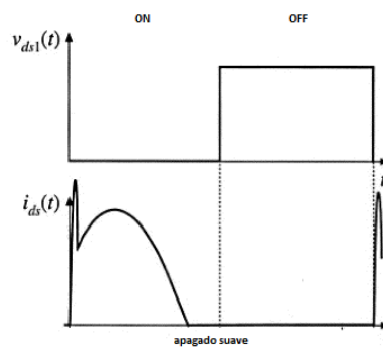 ON OFF
v_ds1(t)
t
i_ds(t)
apagado suave